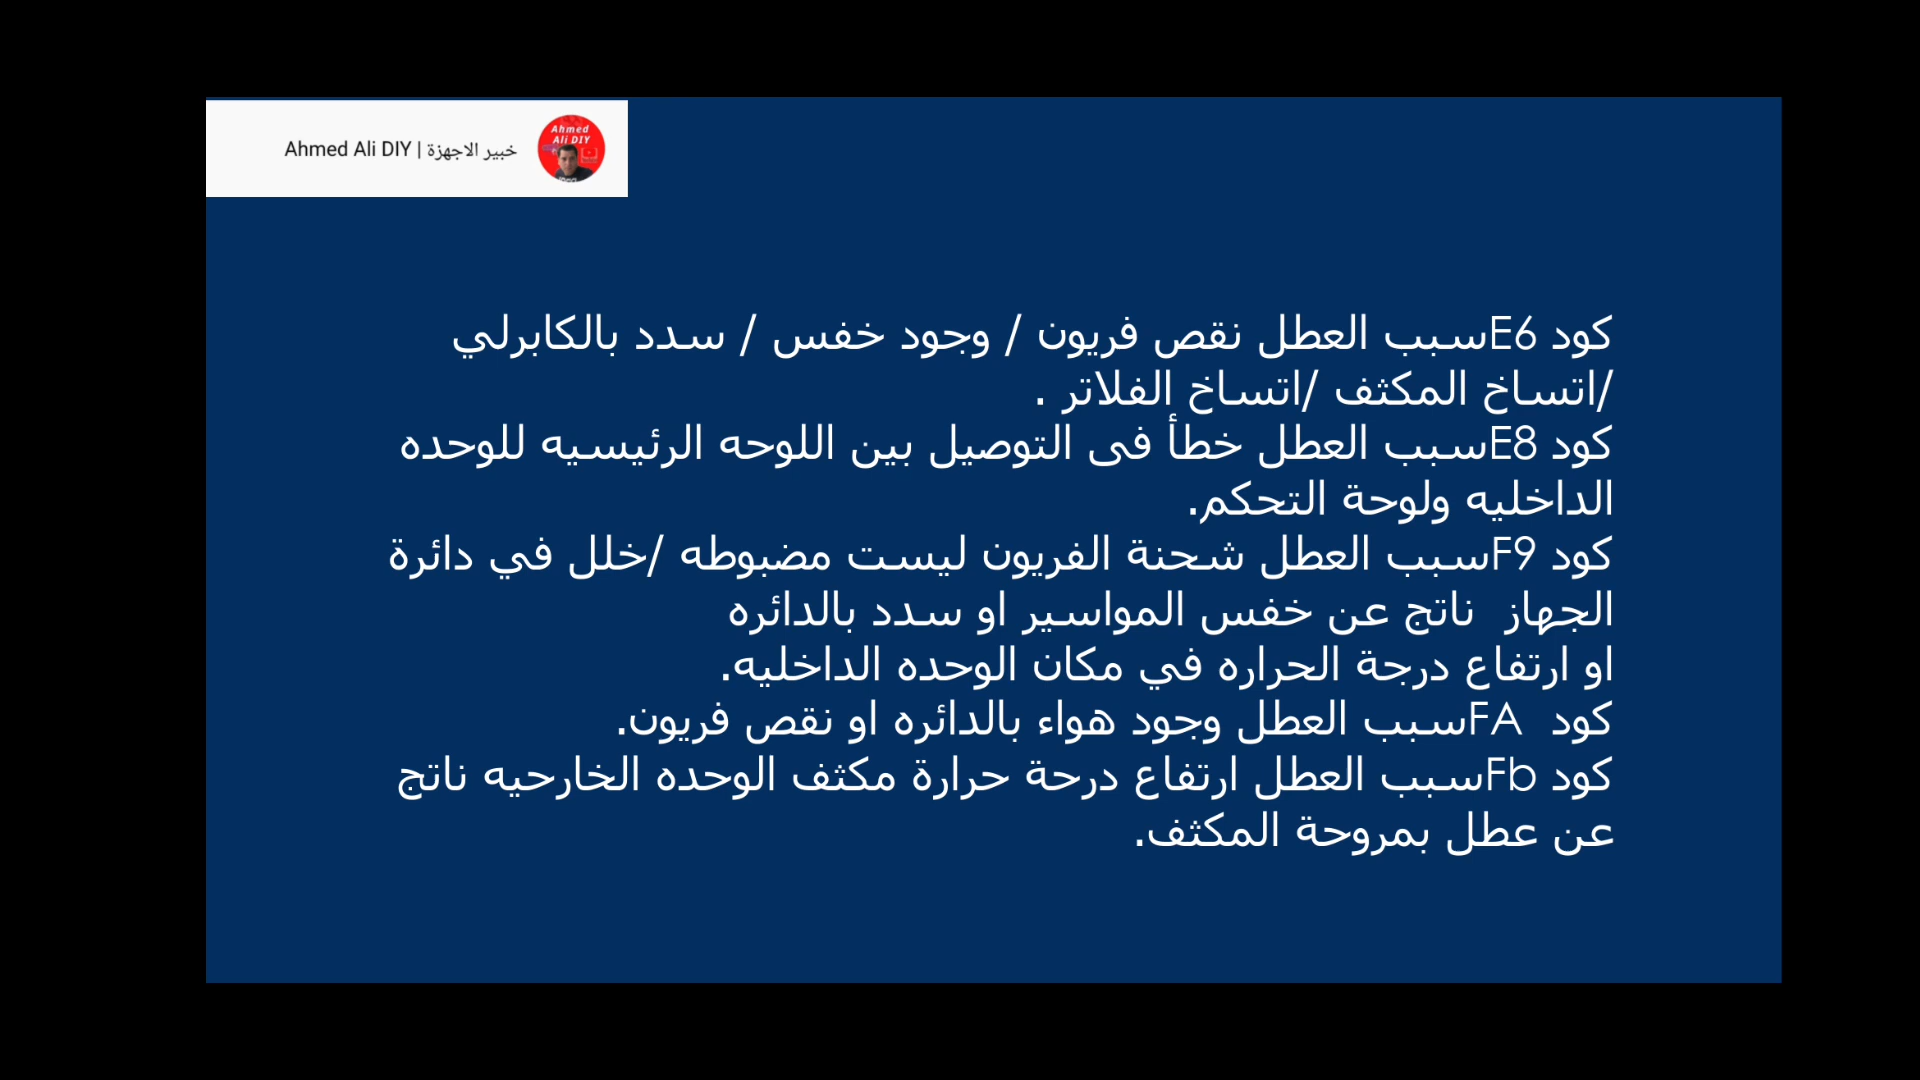 خبير الاجهزة | Ahmed Ali DIY
Ahmed
Ali DIY
كود E6سبب العطل نقص فريون / وجود خفس / سدد بالكابرلي
/اتساخ المكثف /اتساخ الفلاتر .
كود E8سبب العطل خطأ فى التوصيل بين اللوحه الرئيسيه للوحده
الداخليه ولوحة التحكم.
كود F9سبب العطل شحنة الفريون ليست مضبوطه /خلل في دائرة
الجهاز ناتج عن خفس المواسير او سدد بالدائره
او ارتفاع درجة الحراره في مكان الوحده الداخليه.
كود FAسبب العطل وجود هواء بالدائره او نقص فريون.
كود Fbسبب العطل ارتفاع درحة حرارة مكثف الوحده الخارحيه ناتج
عن عطل بمروحة المكثف.